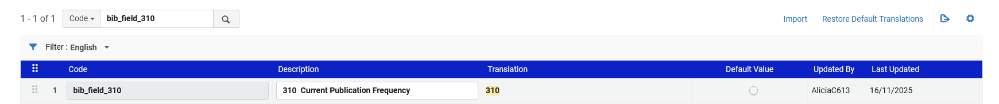 1 - 1 of 1 Code bib_field_310 Import Restore Default Translations
Filter : English
Code Description Translation Default Value Updated By Last Updated
1 bib_field_310 310  Current Publication Frequency 310 AliciaC613 16/11/2025